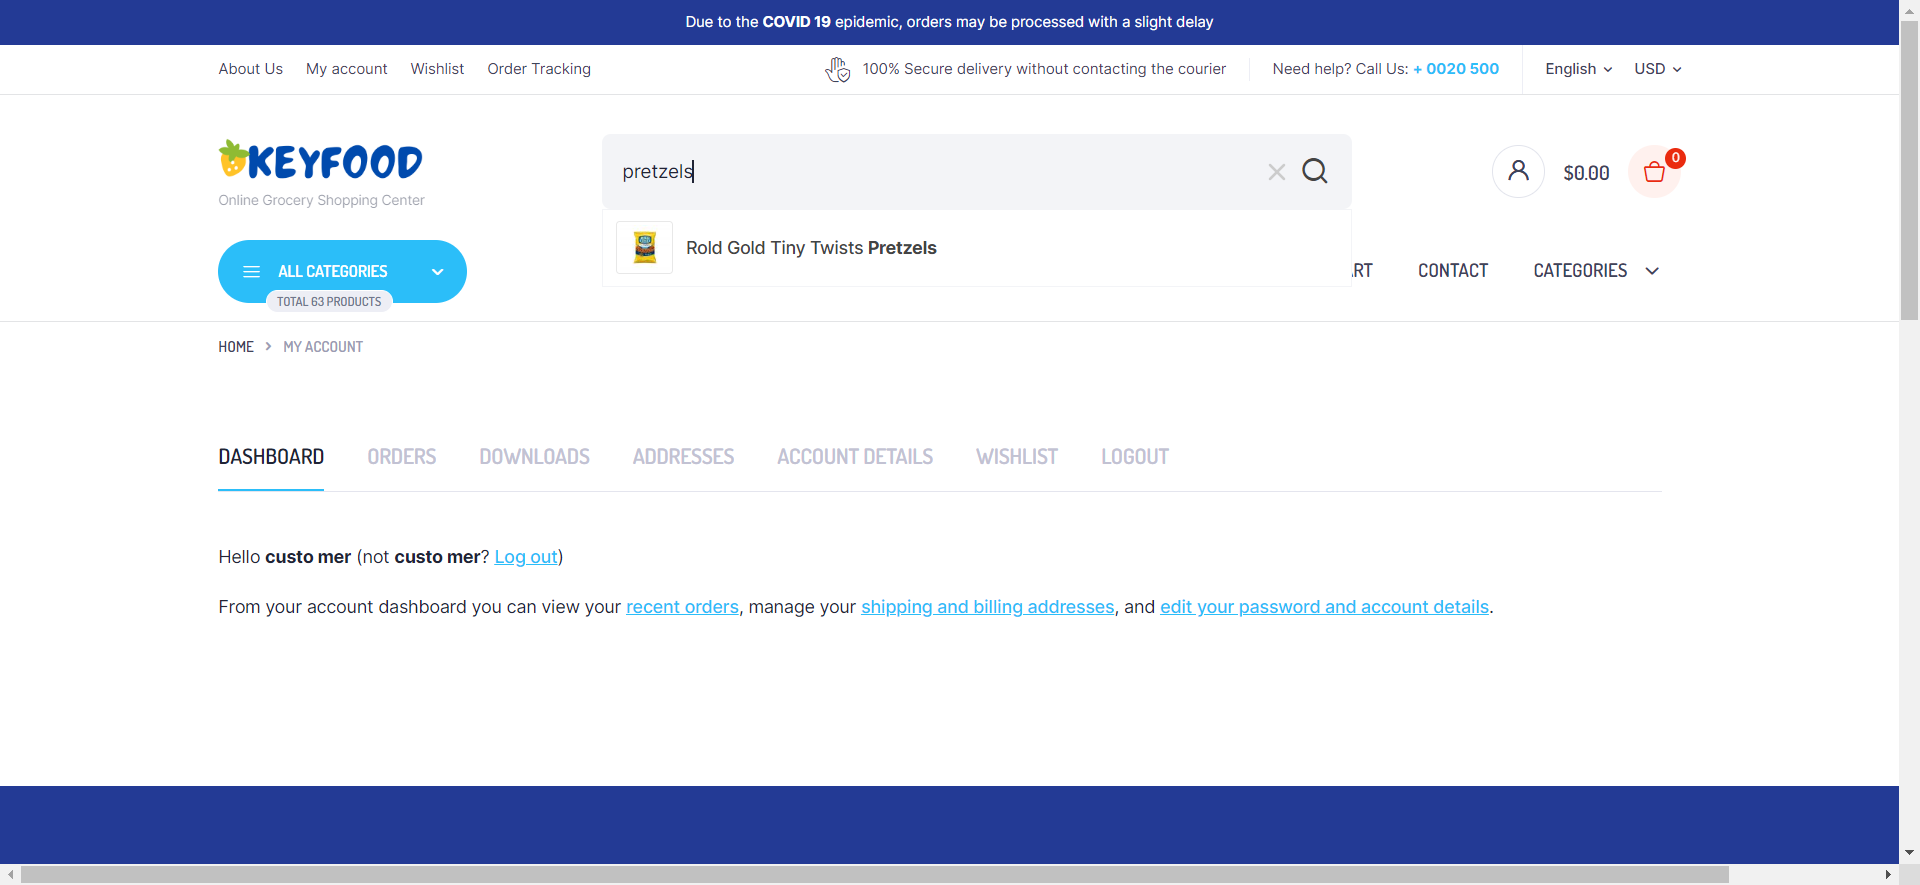 Due to the COVID 19 epidemic, orders may be processed with a slight delay
About Us My account Wishlist Order Tracking 100% Secure delivery without contacting the courier Need help? Call Us: + 0020 500 English USD
KEYFOOD
Online Grocery Shopping Center
pretzels
$0.00
0
Rold Gold Tiny Twists Pretzels
ALL CATEGORIES
TOTAL 63 PRODUCTS
RT CONTACT CATEGORIES
HOME MY ACCOUNT
DASHBOARD ORDERS DOWNLOADS ADDRESSES ACCOUNT DETAILS WISHLIST LOGOUT
Hello custo mer (not custo mer? Log out)
From your account dashboard you can view your recent orders, manage your shipping and billing addresses, and edit your password and account details.